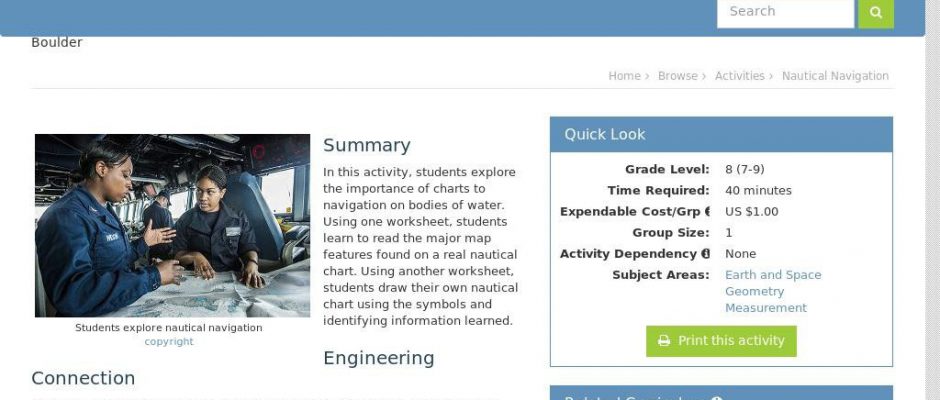 Search
Boulder
Home › Browse › Activities › Nautical Navigation
Summary
In this activity, students explore
the importance of charts to
navigation on bodies of water.
Using one worksheet, students
learn to read the major map
features found on a real nautical
chart. Using another worksheet,
students draw their own nautical
chart using the symbols and
identifying information learned.
Students explore nautical navigation
copyright
Engineering
Connection
Quick Look
Grade Level: 8 (7-9)
Time Required: 40 minutes
Expendable Cost/Grp US $1.00
Group Size: 1
Activity Dependency None
Subject Areas: Earth and Space
Geometry
Measurement
Print this activity